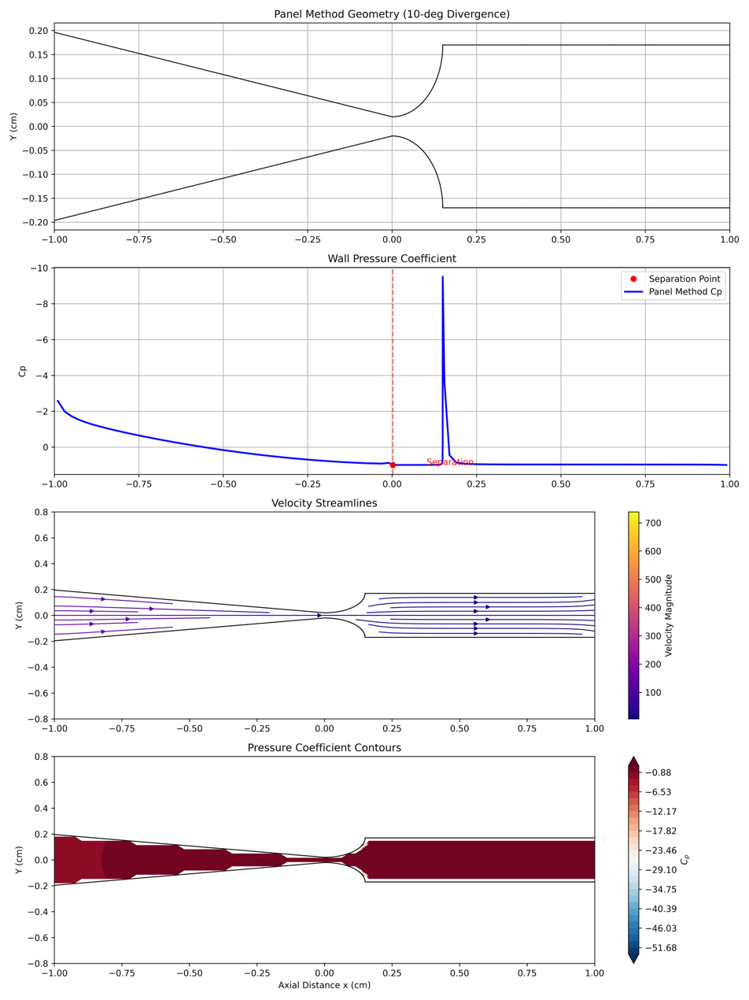 Panel Method Geometry (10-deg Divergence)
0.20
0.15
0.10
0.05
0.00
−0.05
−0.10
−0.15
−0.20
Y (cm)
−1.00 −0.75 −0.50 −0.25 0.00 0.25 0.50 0.75 1.00
Wall Pressure Coefficient
−10
−8
−6
−4
−2
0
Cp
Separation Point
Panel Method Cp
Separation
−1.00 −0.75 −0.50 −0.25 0.00 0.25 0.50 0.75 1.00
Velocity Streamlines
0.8
0.6
0.4
0.2
0.0
−0.2
−0.4
−0.6
−0.8
Y (cm)
−1.00 −0.75 −0.50 −0.25 0.00 0.25 0.50 0.75 1.00
700
600
500
400
300
200
100
Velocity Magnitude
Pressure Coefficient Contours
0.8
0.6
0.4
0.2
0.0
−0.2
−0.4
−0.6
−0.8
Y (cm)
−1.00 −0.75 −0.50 −0.25 0.00 0.25 0.50 0.75 1.00
Axial Distance x (cm)
−0.88
−6.53
−12.17
−17.82
−23.46
−29.10
−34.75
−40.39
−46.03
−51.68
Cp